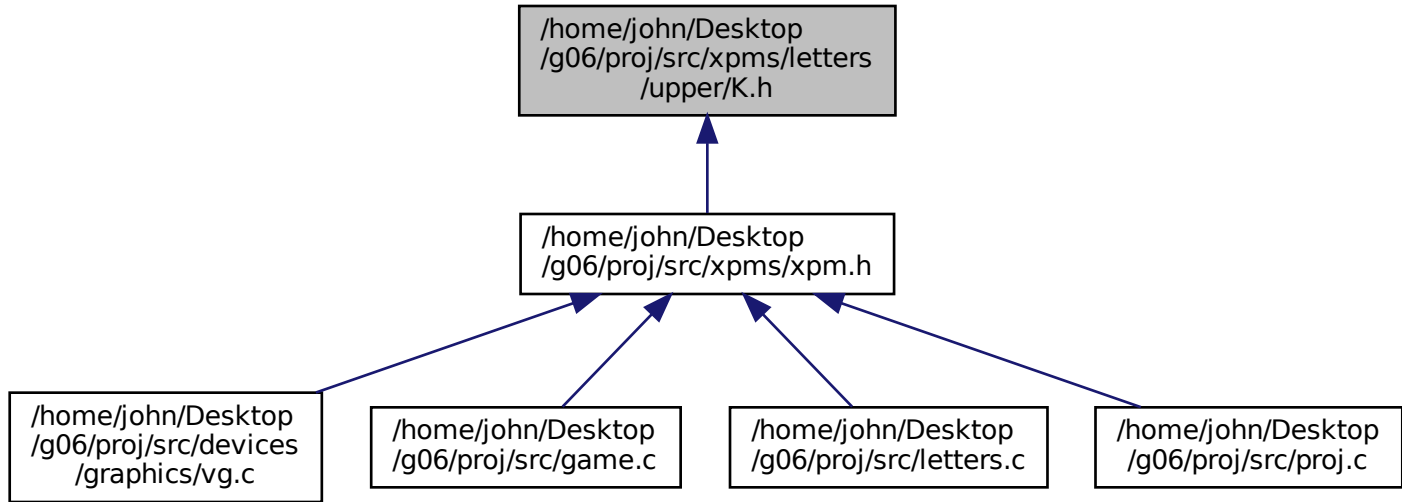 /home/john/Desktop
/g06/proj/src/xpms/letters
/upper/K.h
/home/john/Desktop
/g06/proj/src/xpms/xpm.h
/home/john/Desktop
/g06/proj/src/devices
/graphics/vg.c
/home/john/Desktop
/g06/proj/src/game.c
/home/john/Desktop
/g06/proj/src/letters.c
/home/john/Desktop
/g06/proj/src/proj.c